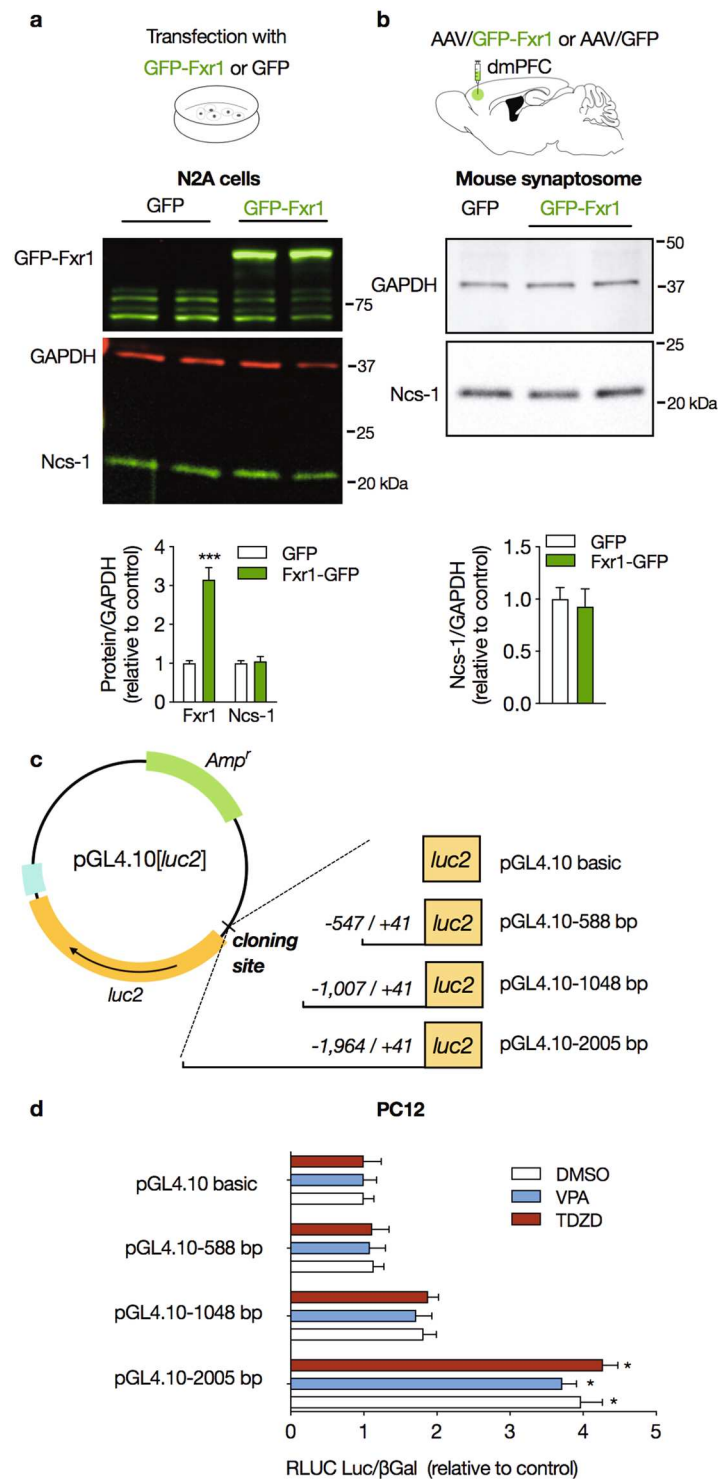 a
Transfection with
GFP-Fxr1 or GFP
N2A cells
GFP
GFP-Fxr1
GFP-Fxr1
75
GAPDH
37
25
Ncs-1
20 kDa
Protein/GAPDH
(relative to control)
4
3
2
1
0
***
GFP
Fxr1-GFP
Fxr1
Ncs-1
b
AAV/GFP-Fxr1 or AAV/GFP
dmPFC
Mouse synaptosome
GFP
GFP-Fxr1
50
GAPDH
37
25
Ncs-1
20 kDa
Ncs-1/GAPDH
(relative to control)
1.5
1.0
0.5
0.0
GFP
Fxr1-GFP
c
Ampʳ
pGL4.10[luc2]
cloning
site
luc2
luc2 pGL4.10 basic
-547 / +41 luc2 pGL4.10-588 bp
-1,007 / +41 luc2 pGL4.10-1048 bp
-1,964 / +41 luc2 pGL4.10-2005 bp
d
PC12
pGL4.10 basic
pGL4.10-588 bp
pGL4.10-1048 bp
pGL4.10-2005 bp
DMSO
VPA
TDZD
*
*
*
0 1 2 3 4 5
RLUC Luc/βGal (relative to control)